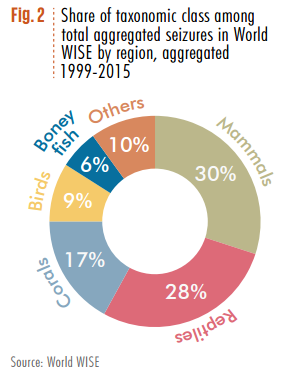 Fig. 2
Share of taxonomic class among
total aggregated seizures in World
WISE by region, aggregated
1999-2015
Mammals
30%
Reptiles
28%
Corals
17%
Birds
9%
Boney
fish
6%
Others
10%
Source: World WISE